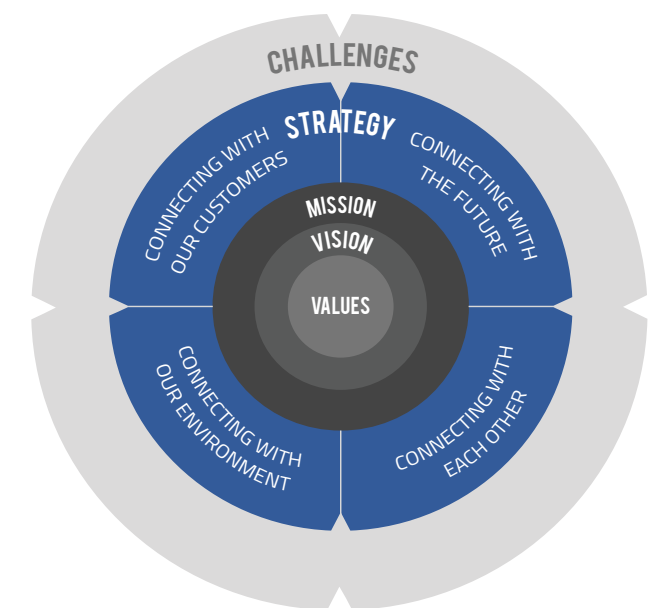 CHALLENGES
STRATEGY
CONNECTING WITH
OUR CUSTOMERS
CONNECTING WITH
THE FUTURE
MISSION
VISION
VALUES
CONNECTING WITH
OUR ENVIRONMENT
CONNECTING WITH
EACH OTHER